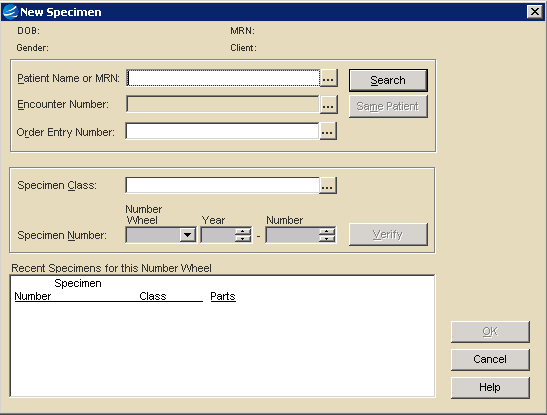 New Specimen
DOB: MRN:
Gender: Client:
Patient Name or MRN: ... Search
Encounter Number: ... Same Patient
Order Entry Number: ...
Specimen Class: ...
Number
Wheel Year Number
Specimen Number: - Verify
Recent Specimens for this Number Wheel
Specimen
Number Class Parts
OK
Cancel
Help